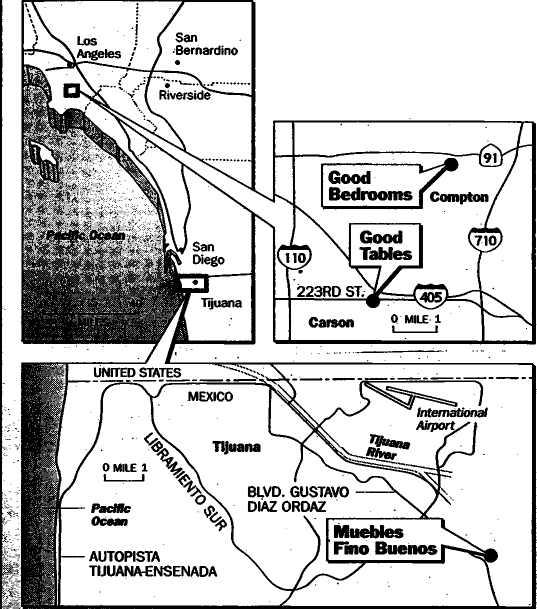 Los
Angeles
San
Bernardino
Riverside
Pacific Ocean
San
Diego
Tijuana
91
Good
Bedrooms
Compton
Good
Tables
110
710
223RD ST.
405
Carson
0 MILE 1
UNITED STATES
MEXICO
International
Airport
Tijuana
Tijuana
River
0 MILE 1
LIBRAMIENTO SUR
BLVD. GUSTAVO
DIAZ ORDAZ
Pacific
Ocean
Muebles
Fino Buenos
AUTOPISTA
TIJUANA-ENSENADA